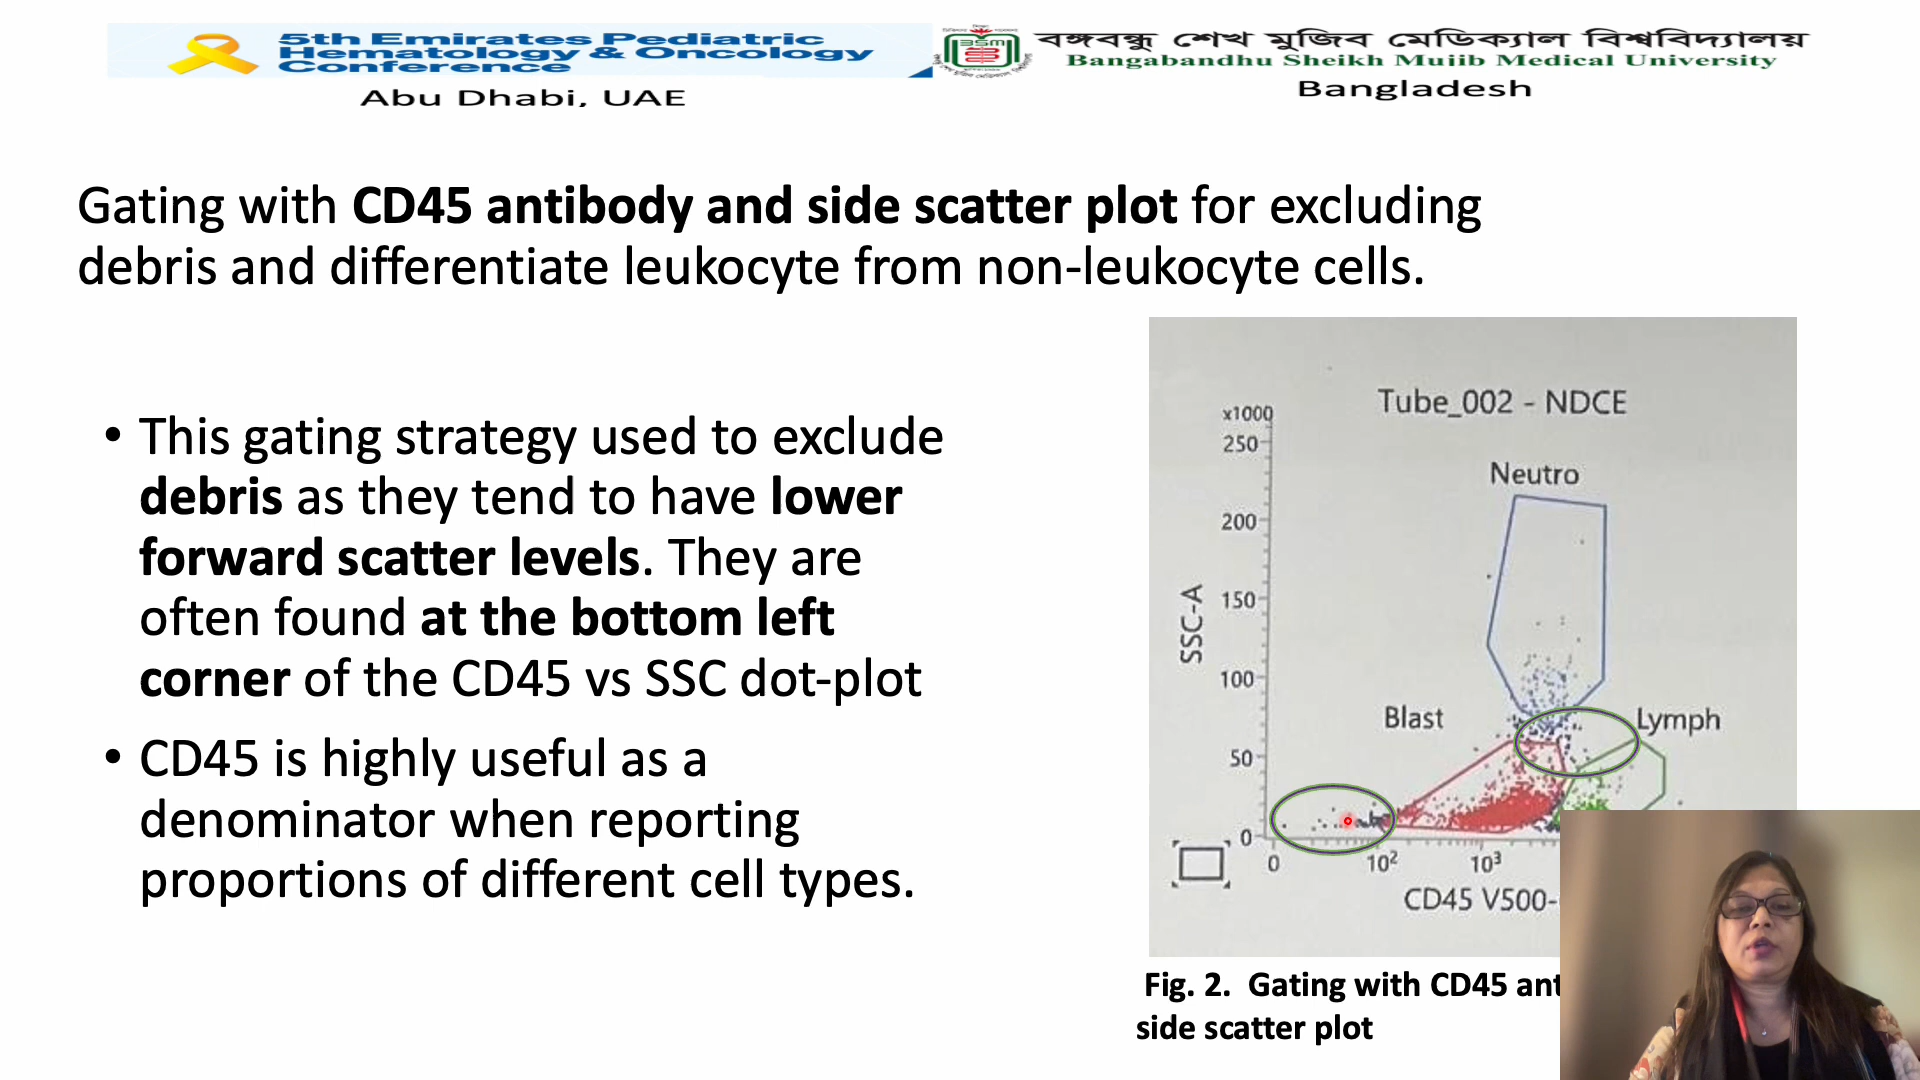 5th Emirates Pediatric
Hematology & Oncology
Conference
Abu Dhabi, UAE
বঙ্গবন্ধু শেখ মুজিব মেডিক্যাল বিশ্ববিদ্যালয়
Bangabandhu Sheikh Mujib Medical University
Bangladesh
Gating with CD45 antibody and side scatter plot for excluding
debris and differentiate leukocyte from non-leukocyte cells.
• This gating strategy used to exclude
debris as they tend to have lower
forward scatter levels. They are
often found at the bottom left
corner of the CD45 vs SSC dot-plot
• CD45 is highly useful as a
denominator when reporting
proportions of different cell types.
Tube_002 - NDCE
x1000
250
Neutro
200
150
SSC-A
100
Blast
Lymph
50
0
0
10²
10³
CD45 V500-
Fig. 2. Gating with CD45 ant
side scatter plot